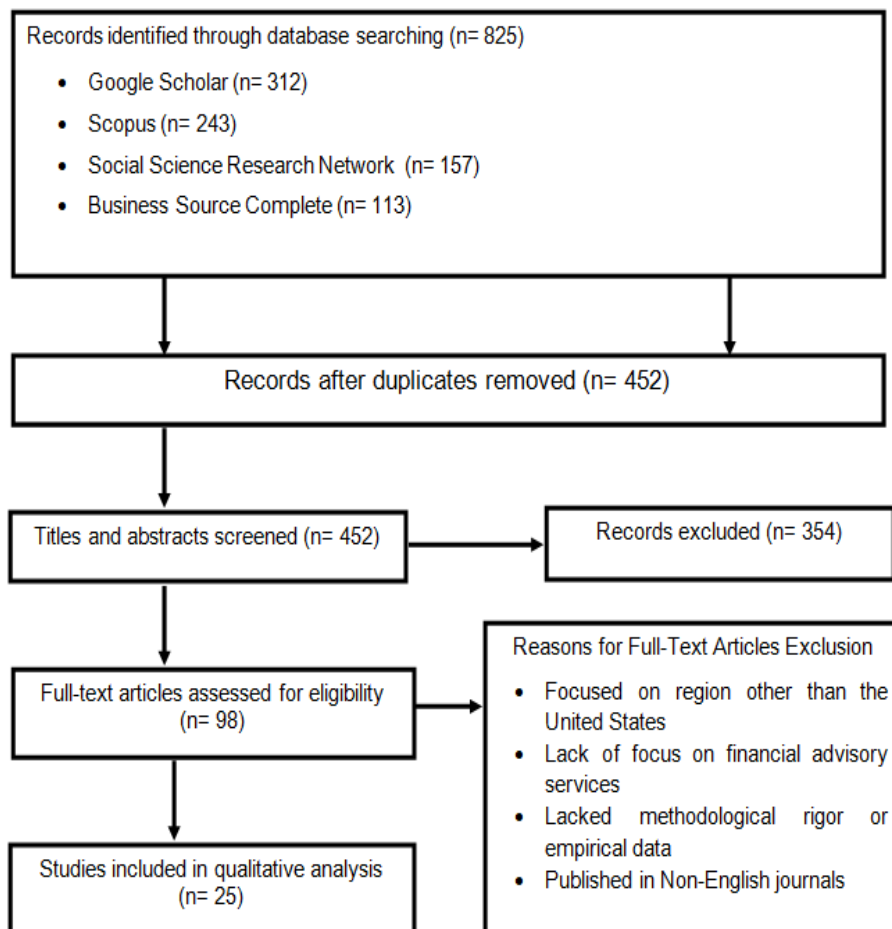 Records identified through database searching (n= 825)
• Google Scholar (n= 312)
• Scopus (n= 243)
• Social Science Research Network (n= 157)
• Business Source Complete (n= 113)
Records after duplicates removed (n= 452)
Titles and abstracts screened (n= 452)
Records excluded (n= 354)
Full-text articles assessed for eligibility
(n= 98)
Reasons for Full-Text Articles Exclusion
• Focused on region other than the
United States
• Lack of focus on financial advisory
services
• Lacked methodological rigor or
empirical data
• Published in Non-English journals
Studies included in qualitative analysis
(n= 25)